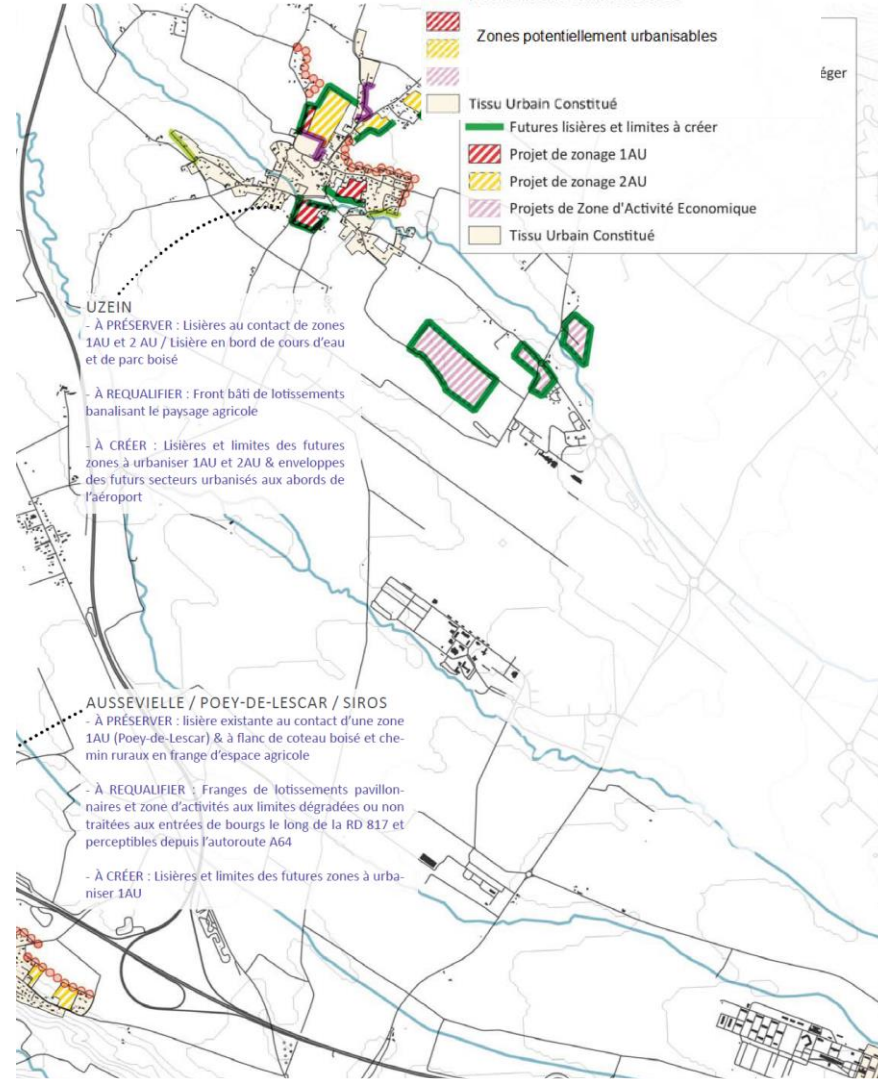 Zones potentiellement urbanisables
éger
Tissu Urbain Constitué
Futures lisières et limites à créer
Projet de zonage 1AU
Projet de zonage 2AU
Projets de Zone d'Activité Economique
Tissu Urbain Constitué
UZEIN
- À PRÉSERVER : Lisières au contact de zones
1AU et 2 AU / Lisière en bord de cours d'eau
et de parc boisé
- À REQUALIFIER : Front bâti de lotissements
banalisant le paysage agricole
- À CRÉER : Lisières et limites des futures
zones à urbaniser 1AU et 2AU & enveloppes
des futurs secteurs urbanisés aux abords de
l'aéroport
AUSSEVIELLE / POEY-DE-LESCAR / SIROS
- À PRÉSERVER : lisière existante au contact d'une zone
1AU (Poey-de-Lescar) & à flanc de coteau boisé et che-
min ruraux en frange d'espace agricole
- À REQUALIFIER : Franges de lotissements pavillon-
naires et zone d'activités aux limites dégradées ou non
traitées aux entrées de bourgs le long de la RD 817 et
perceptibles depuis l'autoroute A64
- À CRÉER : Lisières et limites des futures zones à urba-
niser 1AU